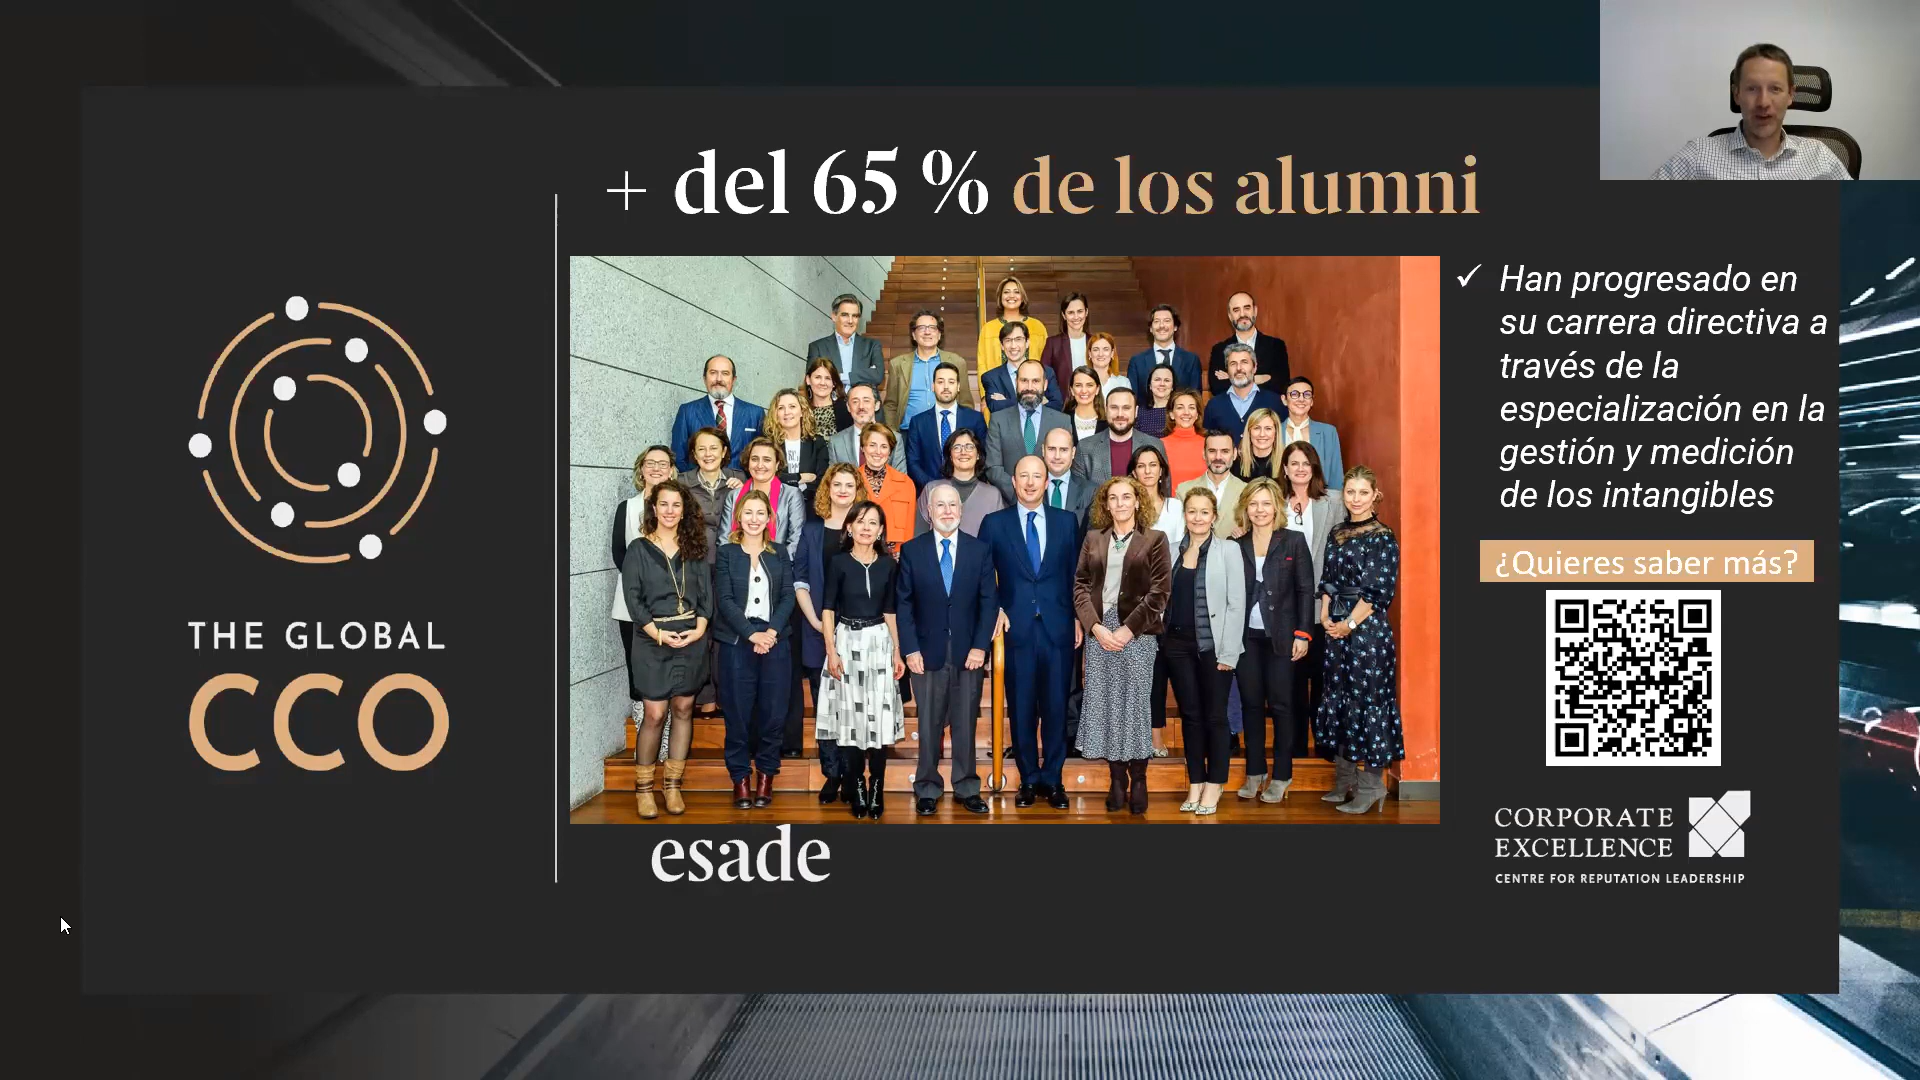 + del 65 % de los alumni
✓ Han progresado en
su carrera directiva a
través de la
especialización en la
gestión y medición
de los intangibles
¿Quieres saber más?
THE GLOBAL
CCO
esade
CORPORATE
EXCELLENCE
CENTRE FOR REPUTATION LEADERSHIP